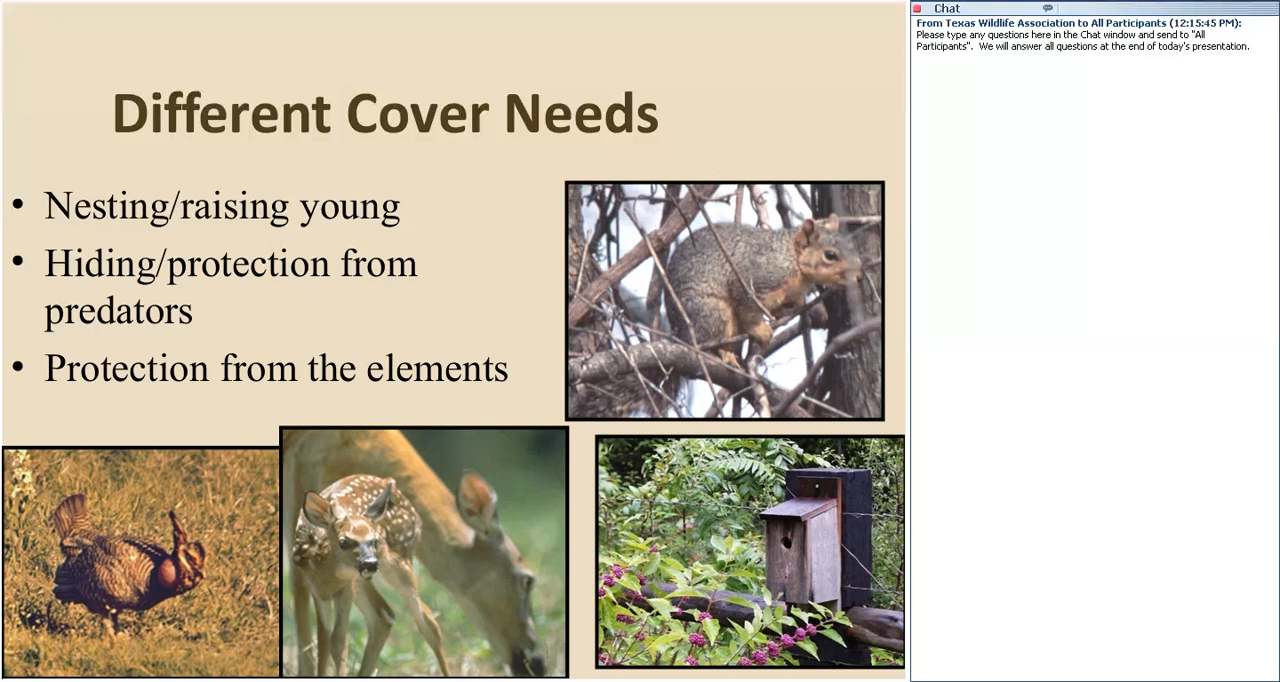 Different Cover Needs
• Nesting/raising young
• Hiding/protection from
predators
• Protection from the elements
Chat
From Texas Wildlife Association to All Participants (12:15:45 PM):
Please type any questions here in the Chat window and send to "All
Participants".  We will answer all questions at the end of today's presentation.